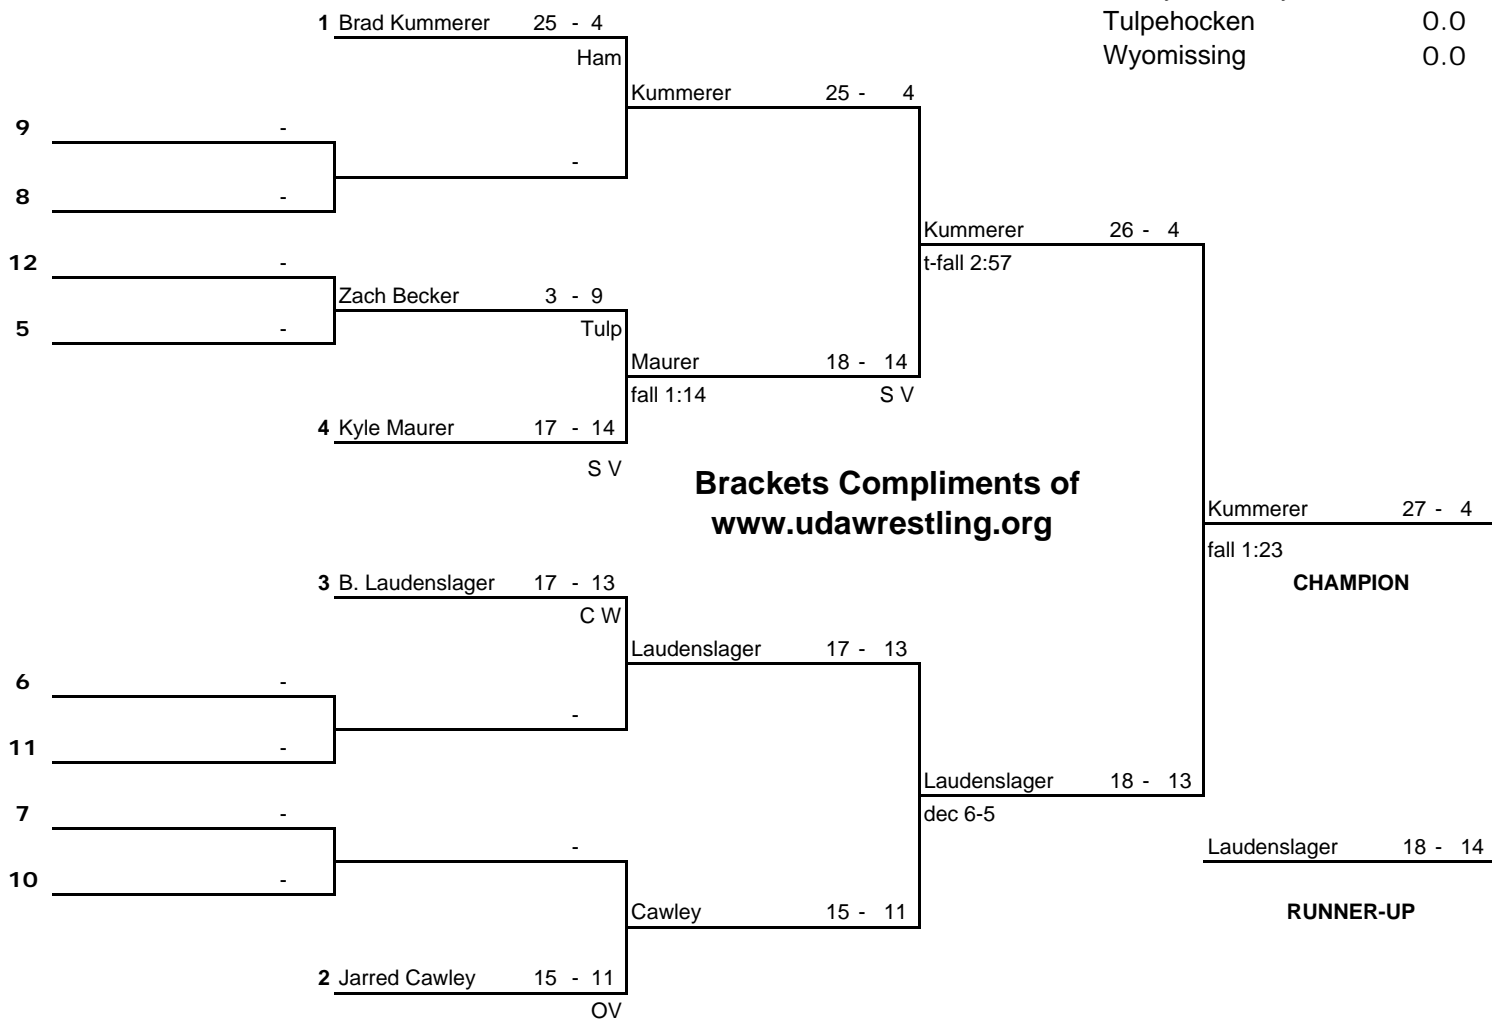 Tulpehocken 0.0
Wyomissing 0.0
1 Brad Kummerer 25 - 4
Ham
Kummerer 25 - 4
9 -
-
8 -
Kummerer 26 - 4
t-fall 2:57
12 -
Zach Becker 3 - 9
Tulp
5 -
Maurer 18 - 14
fall 1:14 S V
4 Kyle Maurer 17 - 14
S V
Brackets Compliments of
www.udawrestling.org
Kummerer 27 - 4
fall 1:23
CHAMPION
3 B. Laudenslager 17 - 13
C W
Laudenslager 17 - 13
6 -
-
11 -
Laudenslager 18 - 13
dec 6-5
7 -
-
10 -
Laudenslager 18 - 14
RUNNER-UP
Cawley 15 - 11
2 Jarred Cawley 15 - 11
OV